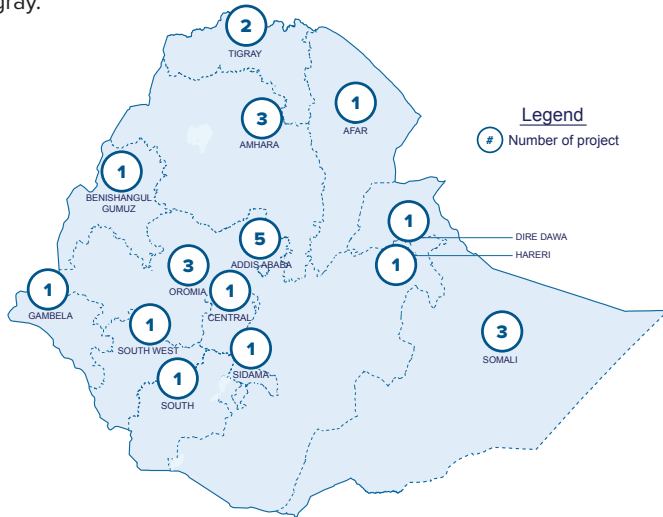 gray.
2
TIGRAY
3
AMHARA
1
AFAR
Legend
# Number of project
1
BENISHANGUL
GUMUZ
1
DIRE DAWA
1
HARERI
5
ADDIS ABABA
3
OROMIA
1
CENTRAL
1
GAMBELA
1
SOUTH WEST
1
SIDAMA
1
SOUTH
3
SOMALI